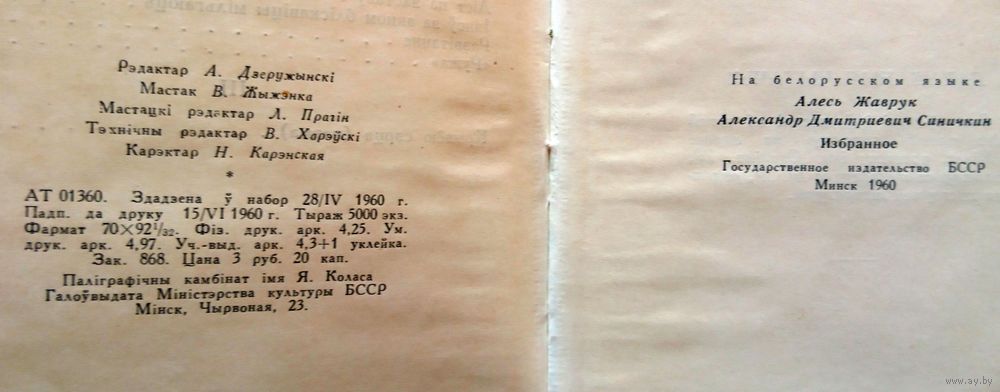 Рэдактар А. Дзеружынскі
Мастак В. Жыжэнка
Мастацкі рэдактар Л. Прагін
Тэхнічны рэдактар В. Харэўскі
Карэктар Н. Карэнская
*
АТ 01360. Здадзена ў набор 28/IV 1960 г.
Падп. да друку 15/VI 1960 г. Тыраж 5000 экз.
Фармат 70×92 1/32. Фіз. друк. арк. 4,25. Ум.
друк. арк. 4,97. Уч.-выд. арк. 4,3+1 уклейка.
Зак. 868. Цана 3 руб. 20 кап.
Паліграфічны камбінат імя Я. Коласа
Галоўвыдата Міністэрства культуры БССР
Мінск, Чырвоная, 23.
На белорусском языке
Алесь Жаврук
Александр Дмитриевич Синичкин
Избранное
Государственное издательство БССР
Минск 1960
www.ay.by